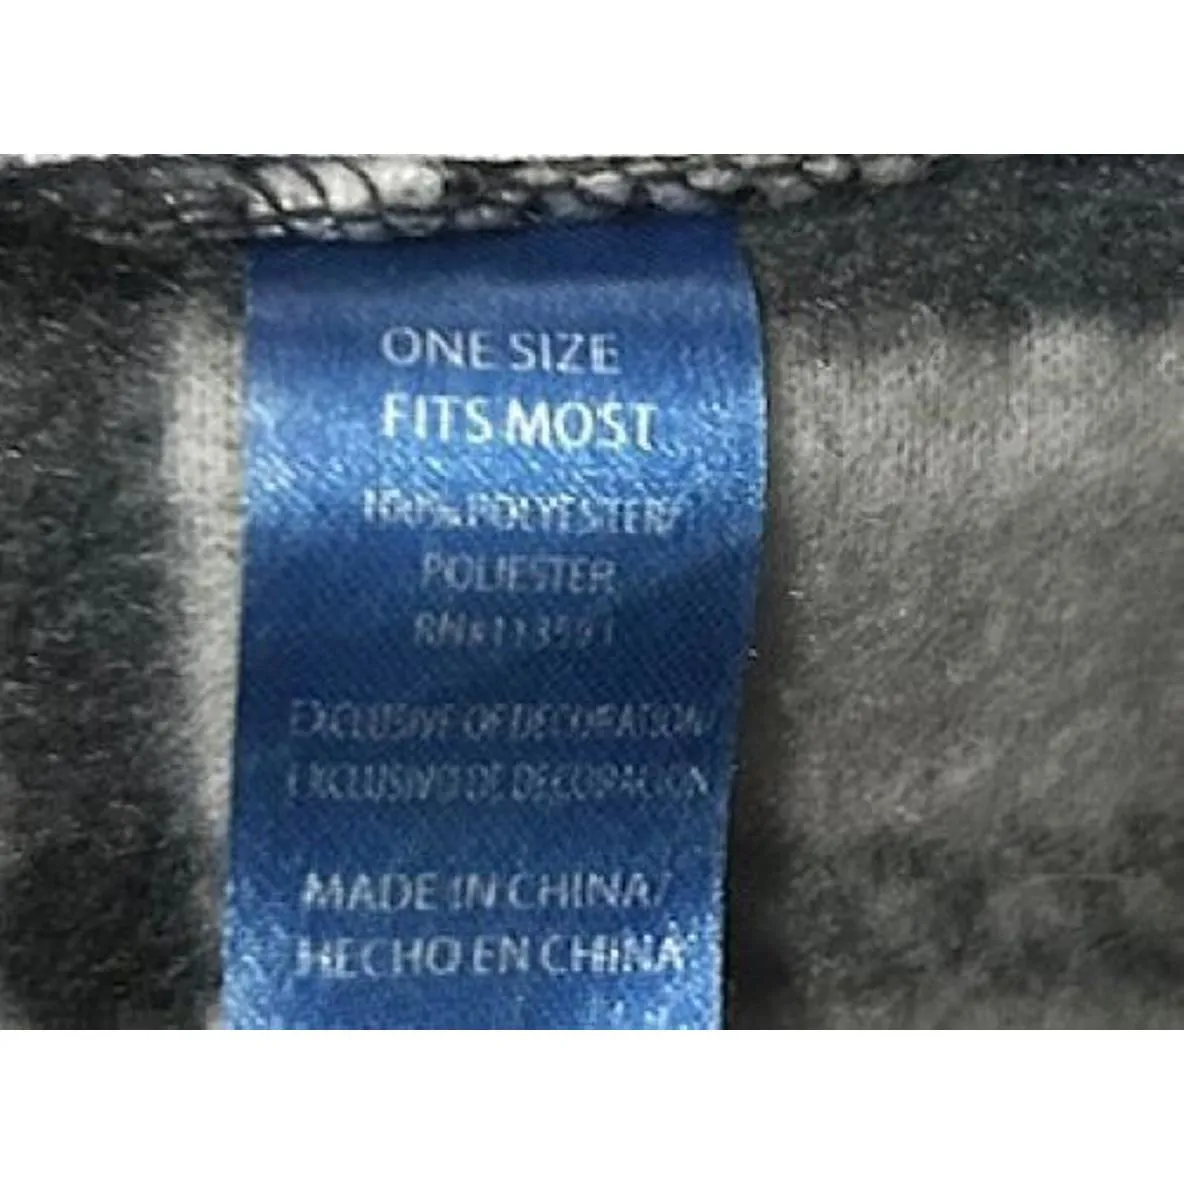 ONE SIZE
FITS MOST
100% POLYESTER/
POLIESTER
EXCLUSIVE OF DECORATION/
EXCLUSIVO DE DECORACION
MADE IN CHINA/
HECHO EN CHINA